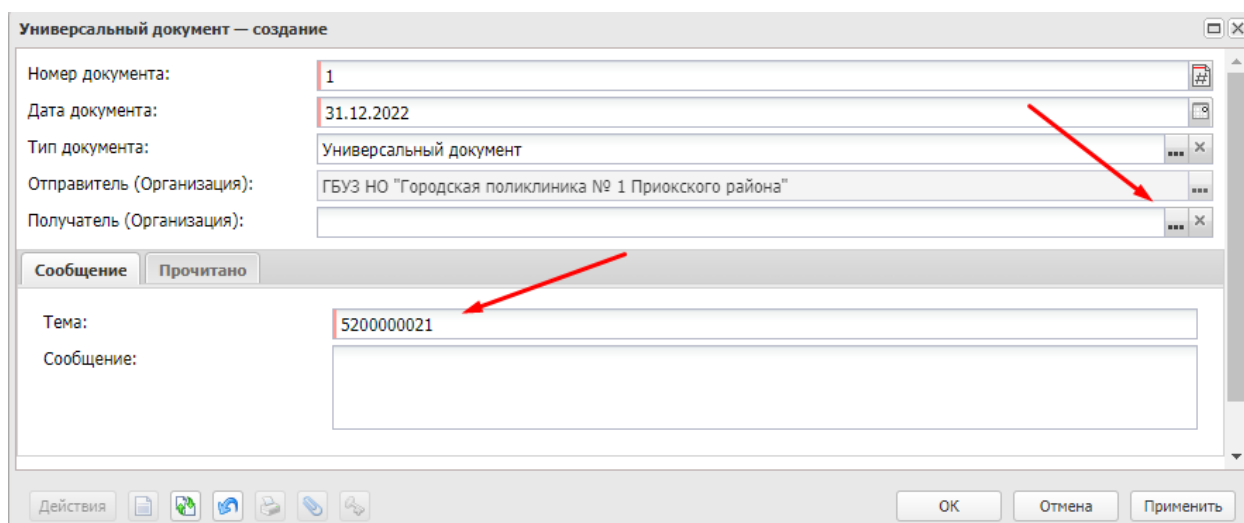 Универсальный документ — создание
Номер документа: 1
Дата документа: 31.12.2022
Тип документа: Универсальный документ
Отправитель (Организация): ГБУЗ НО "Городская поликлиника № 1 Приокского района"
Получатель (Организация):
Сообщение Прочитано
Тема: 5200000021
Сообщение:
Действия ОК Отмена Применить